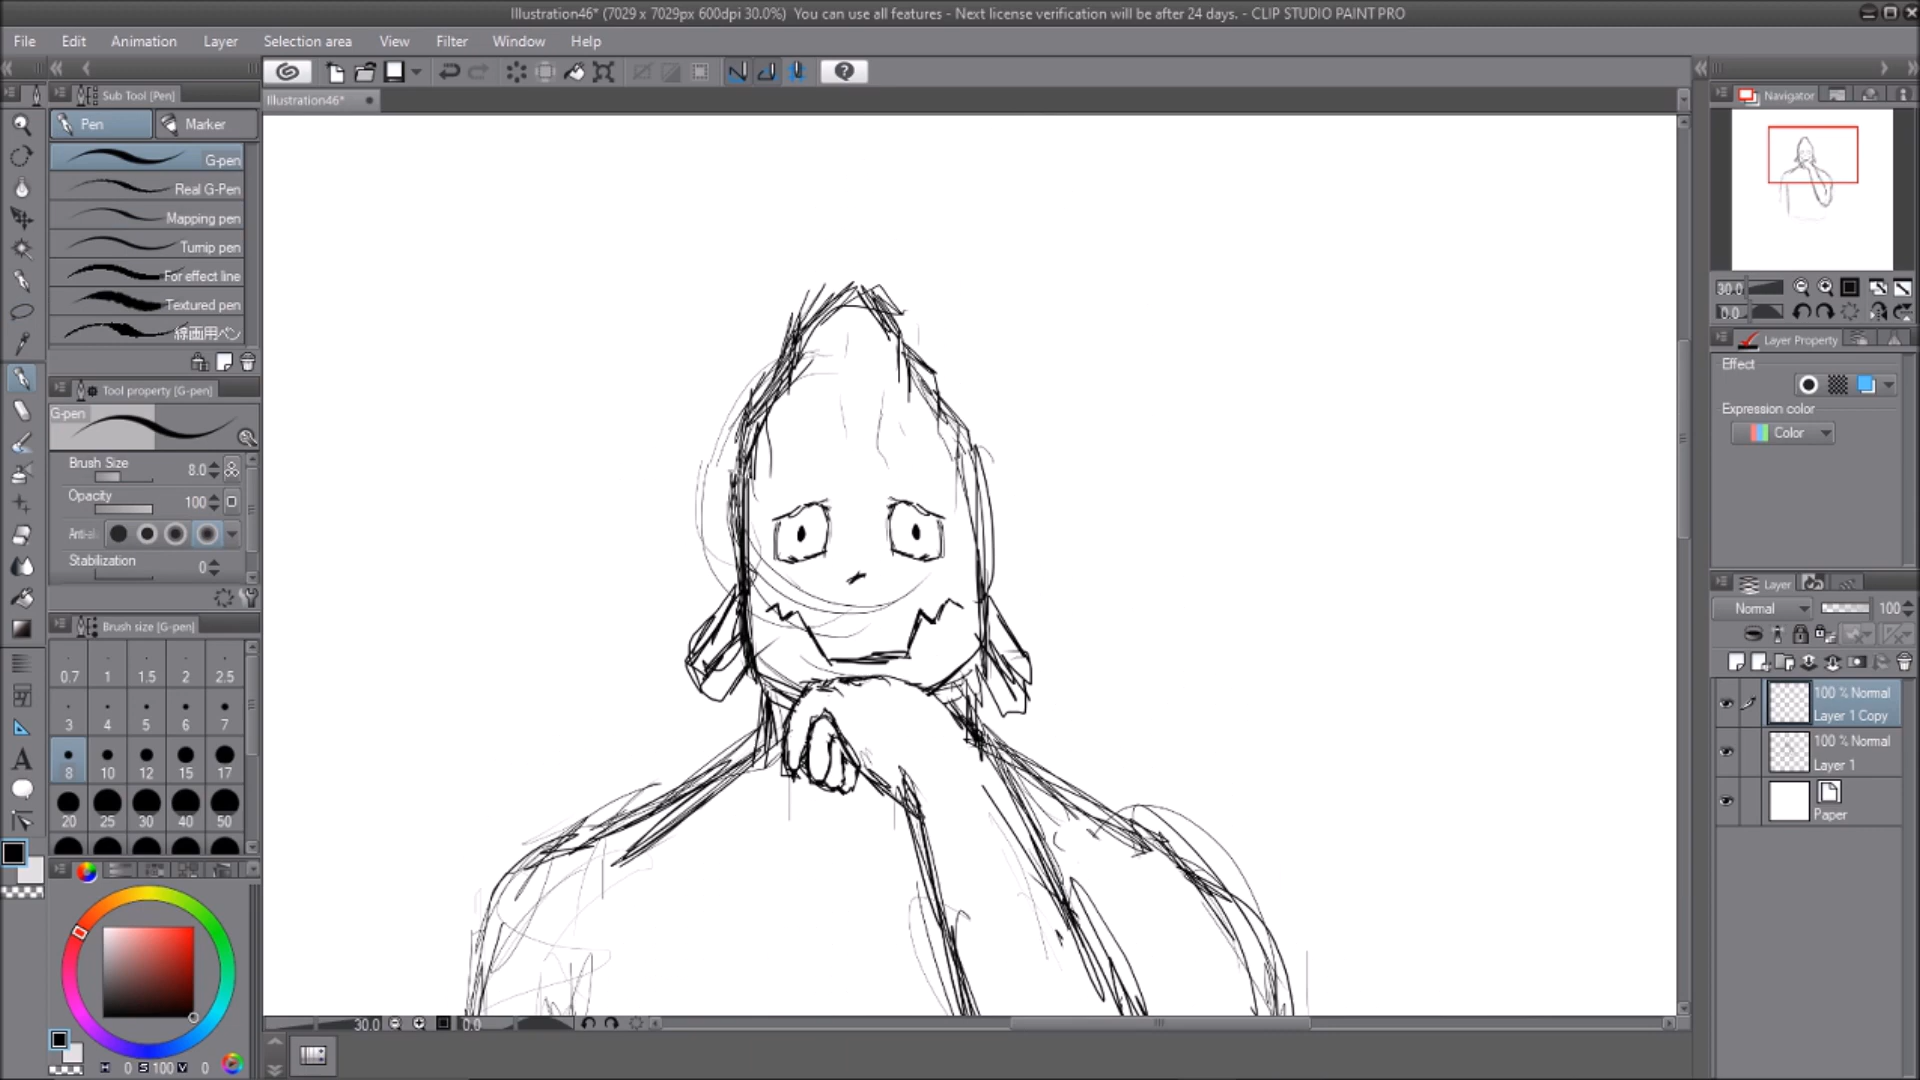 Illustration46* (7029 x 7029px 600dpi 30.0%)  You can use all features - Next license verification will be after 24 days. - CLIP STUDIO PAINT PRO
File Edit Animation Layer Selection area View Filter Window Help
Sub Tool [Pen]
Illustration46*
Navigator
Pen Marker
G-pen
Real G-Pen
Mapping pen
Turnip pen
For effect line
Textured pen
線画用ペン
30.0
0.0
Layer Property
Effect
Expression color
Color
Tool property [G-pen]
G-pen
Brush Size 8.0
Opacity 100
Anti-al
Stabilization 0
Layer
Normal 100
Brush size [G-pen]
0.7 1 1.5 2 2.5
3 4 5 6 7
8 10 12 15 17
20 25 30 40 50
100 % Normal
Layer 1 Copy
100 % Normal
Layer 1
Paper
30.0 0.0
H 0 S 100 V 0